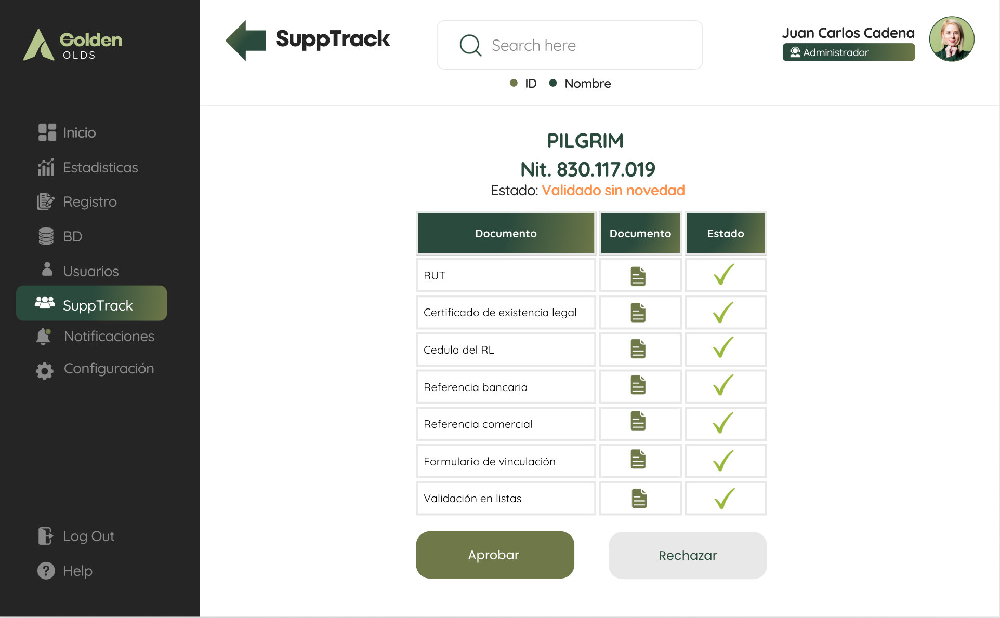 Golden
OLDS
Inicio
Estadisticas
Registro
BD
Usuarios
SuppTrack
Notificaciones
Configuración
Log Out
Help
SuppTrack
Search here
ID
Nombre
Juan Carlos Cadena
Administrador
PILGRIM
Nit. 830.117.019
Estado: Validado sin novedad
Documento Documento Estado
RUT
Certificado de existencia legal
Cedula del RL
Referencia bancaria
Referencia comercial
Formulario de vinculación
Validación en listas
Aprobar
Rechazar